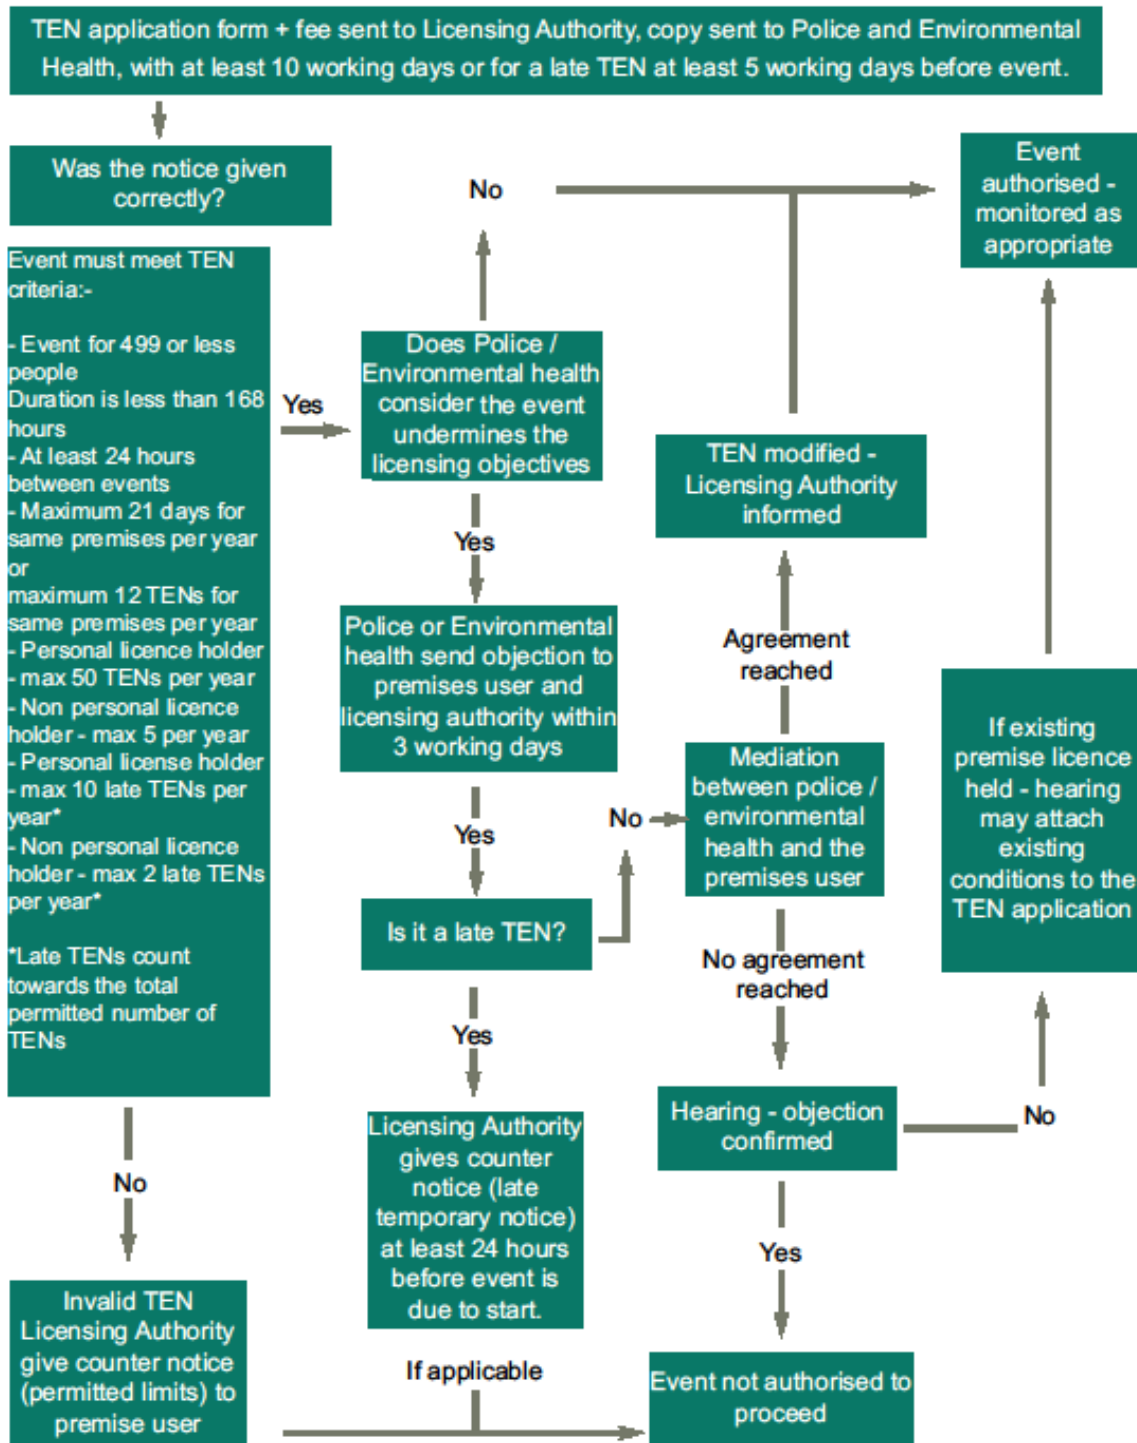 TEN application form + fee sent to Licensing Authority, copy sent to Police and Environmental
Health, with at least 10 working days or for a late TEN at least 5 working days before event.
Was the notice given
correctly?
Event must meet TEN
criteria:-
- Event for 499 or less
people
Duration is less than 168
hours
- At least 24 hours
between events
- Maximum 21 days for
same premises per year
or
maximum 12 TENs for
same premises per year
- Personal licence holder
- max 50 TENs per year
- Non personal licence
holder - max 5 per year
- Personal license holder
- max 10 late TENs per
year*
- Non personal licence
holder - max 2 late TENs
per year*
*Late TENs count
towards the total
permitted number of
TENs
No
Invalid TEN
Licensing Authority
give counter notice
(permitted limits) to
premise user
Yes
Does Police /
Environmental health
consider the event
undermines the
licensing objectives
No
Yes
Police or Environmental
health send objection to
premises user and
licensing authority within
3 working days
Yes
Is it a late TEN?
No
Yes
Licensing Authority
gives counter
notice (late
temporary notice)
at least 24 hours
before event is
due to start.
If applicable
Mediation
between police /
environmental
health and the
premises user
Agreement
reached
TEN modified -
Licensing Authority
informed
No agreement
reached
Hearing - objection
confirmed
Yes
Event not authorised to
proceed
No
If existing
premise licence
held - hearing
may attach
existing
conditions to the
TEN application
Event
authorised -
monitored as
appropriate